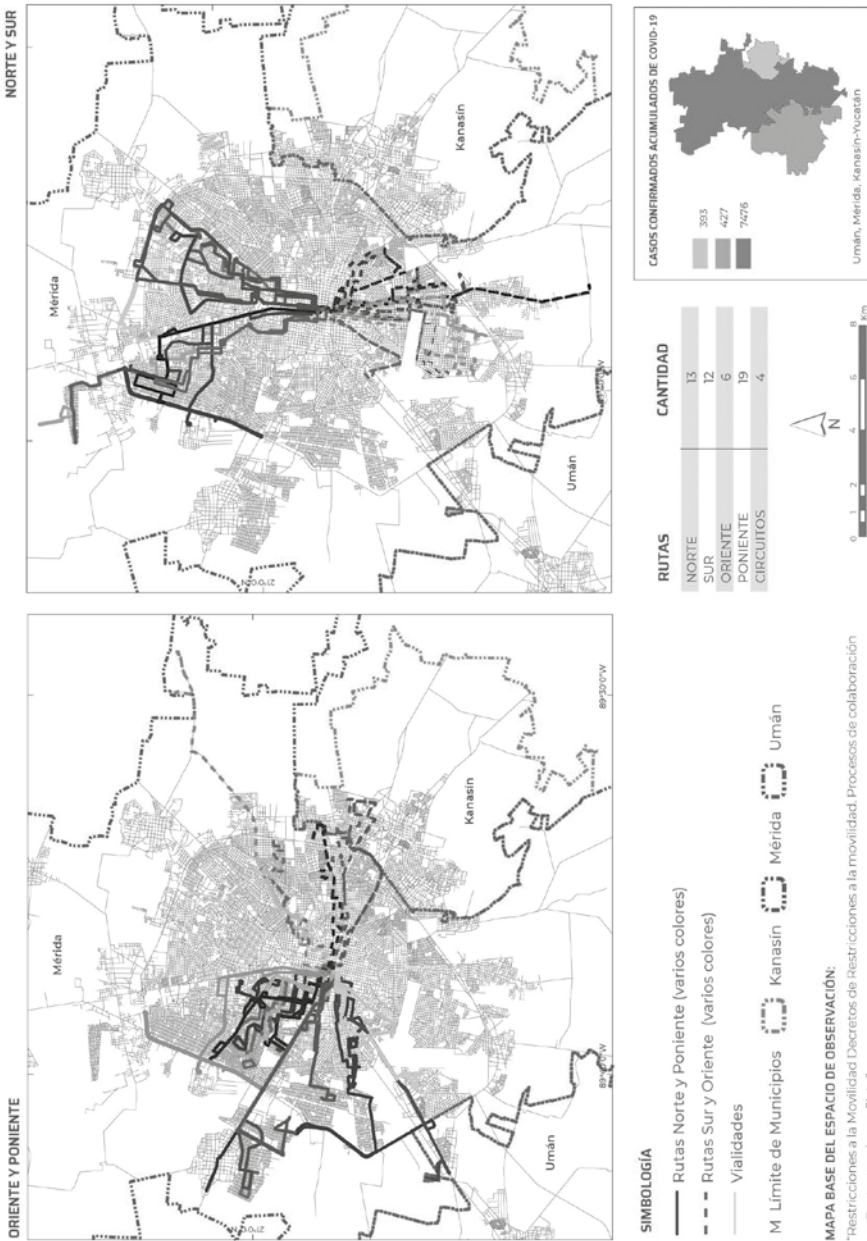 ORIENTE Y PONIENTE
Mérida
Kanasín
Umán
21°0'0"N
89°30'0"W
NORTE Y SUR
Mérida
Kanasín
Umán
21°0'0"N
SIMBOLOGÍA
Rutas Norte y Poniente (varios colores)
Rutas Sur y Oriente (varios colores)
Vialidades
M Límite de Municipios Kanasín Mérida Umán
MAPA BASE DEL ESPACIO DE OBSERVACIÓN:
"Restricciones a la Movilidad Decretos de Restricciones a la movilidad. Procesos de colaboración
RUTAS CANTIDAD
NORTE 13
SUR 12
ORIENTE 6
PONIENTE 19
CIRCUITOS 4
N
0 1 2 4 6 8
Km
CASOS CONFIRMADOS ACUMULADOS DE COVID-19
393
427
7476
Umán, Mérida, Kanasín-Yucatán